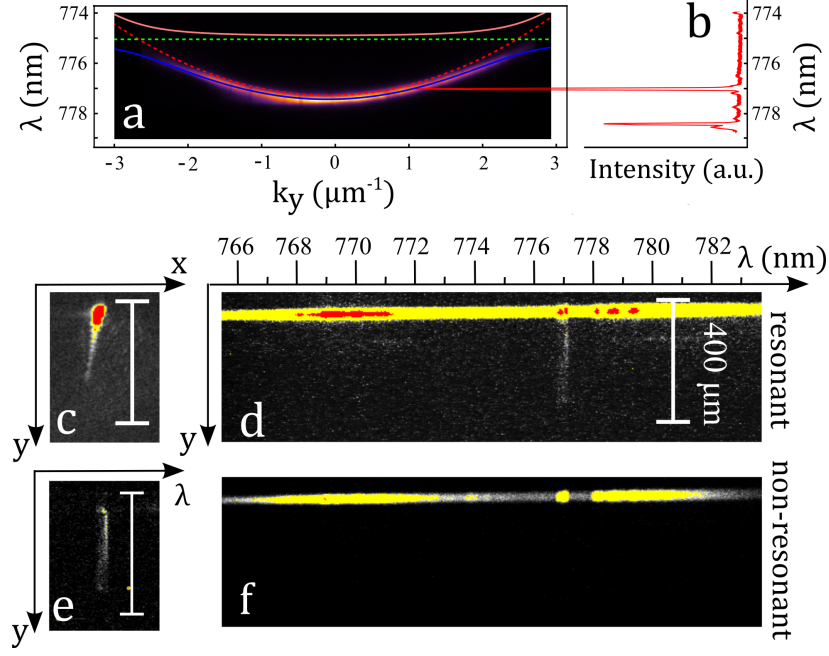 774
776
778
λ (nm)
a
-3 -2 -1 0 1 2 3
k_y (μm⁻¹)
b
774
776
778
λ (nm)
Intensity (a.u.)
766 768 770 772 774 776 778 780 782
λ (nm)
x
y
c
y
d
400 μm
resonant
λ
y
e
f
non-resonant